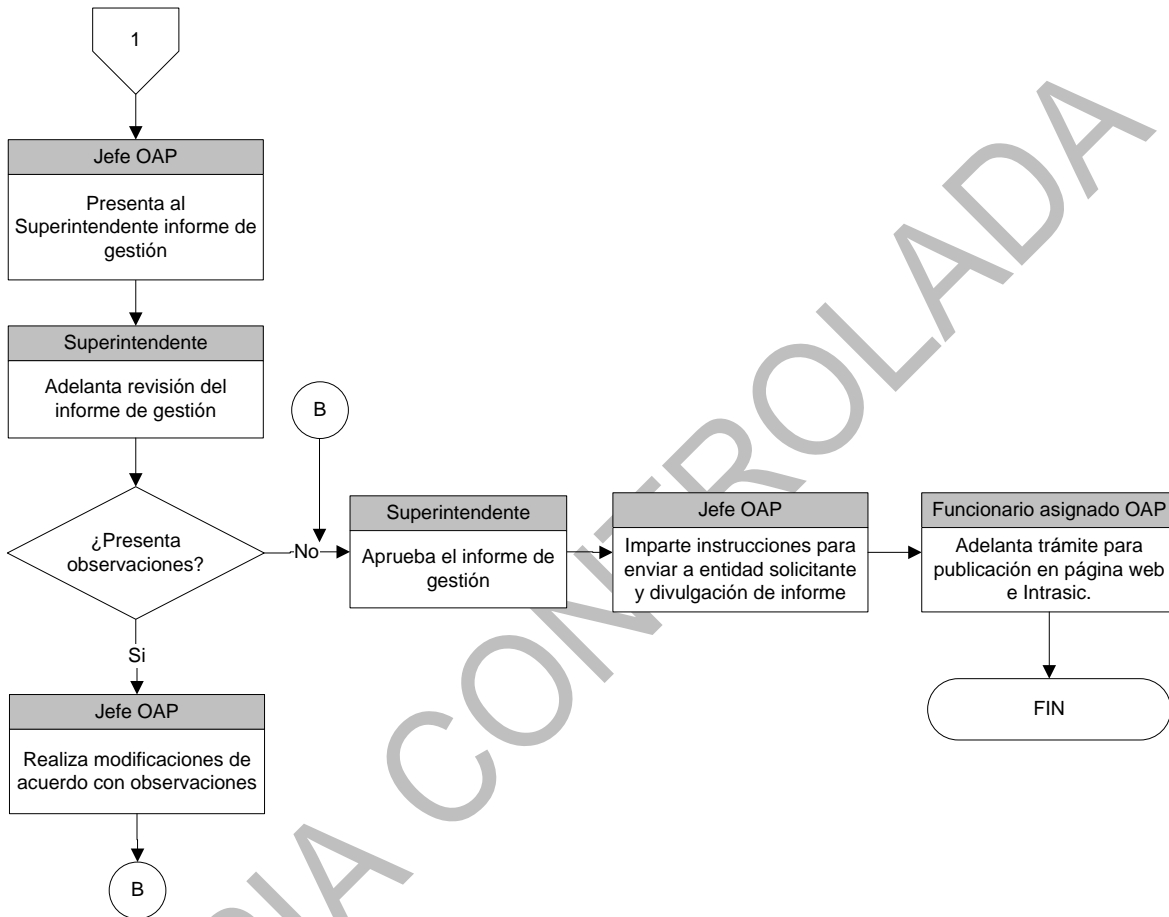 1
Jefe OAP
Presenta al
Superintendente informe de
gestión
Superintendente
Adelanta revisión del
informe de gestión
B
¿Presenta
observaciones?
No
Superintendente
Aprueba el informe de
gestión
Jefe OAP
Imparte instrucciones para
enviar a entidad solicitante
y divulgación de informe
Funcionario asignado OAP
Adelanta trámite para
publicación en página web
e Intrasic.
Si
FIN
Jefe OAP
Realiza modificaciones de
acuerdo con observaciones
B
CONTROLADA